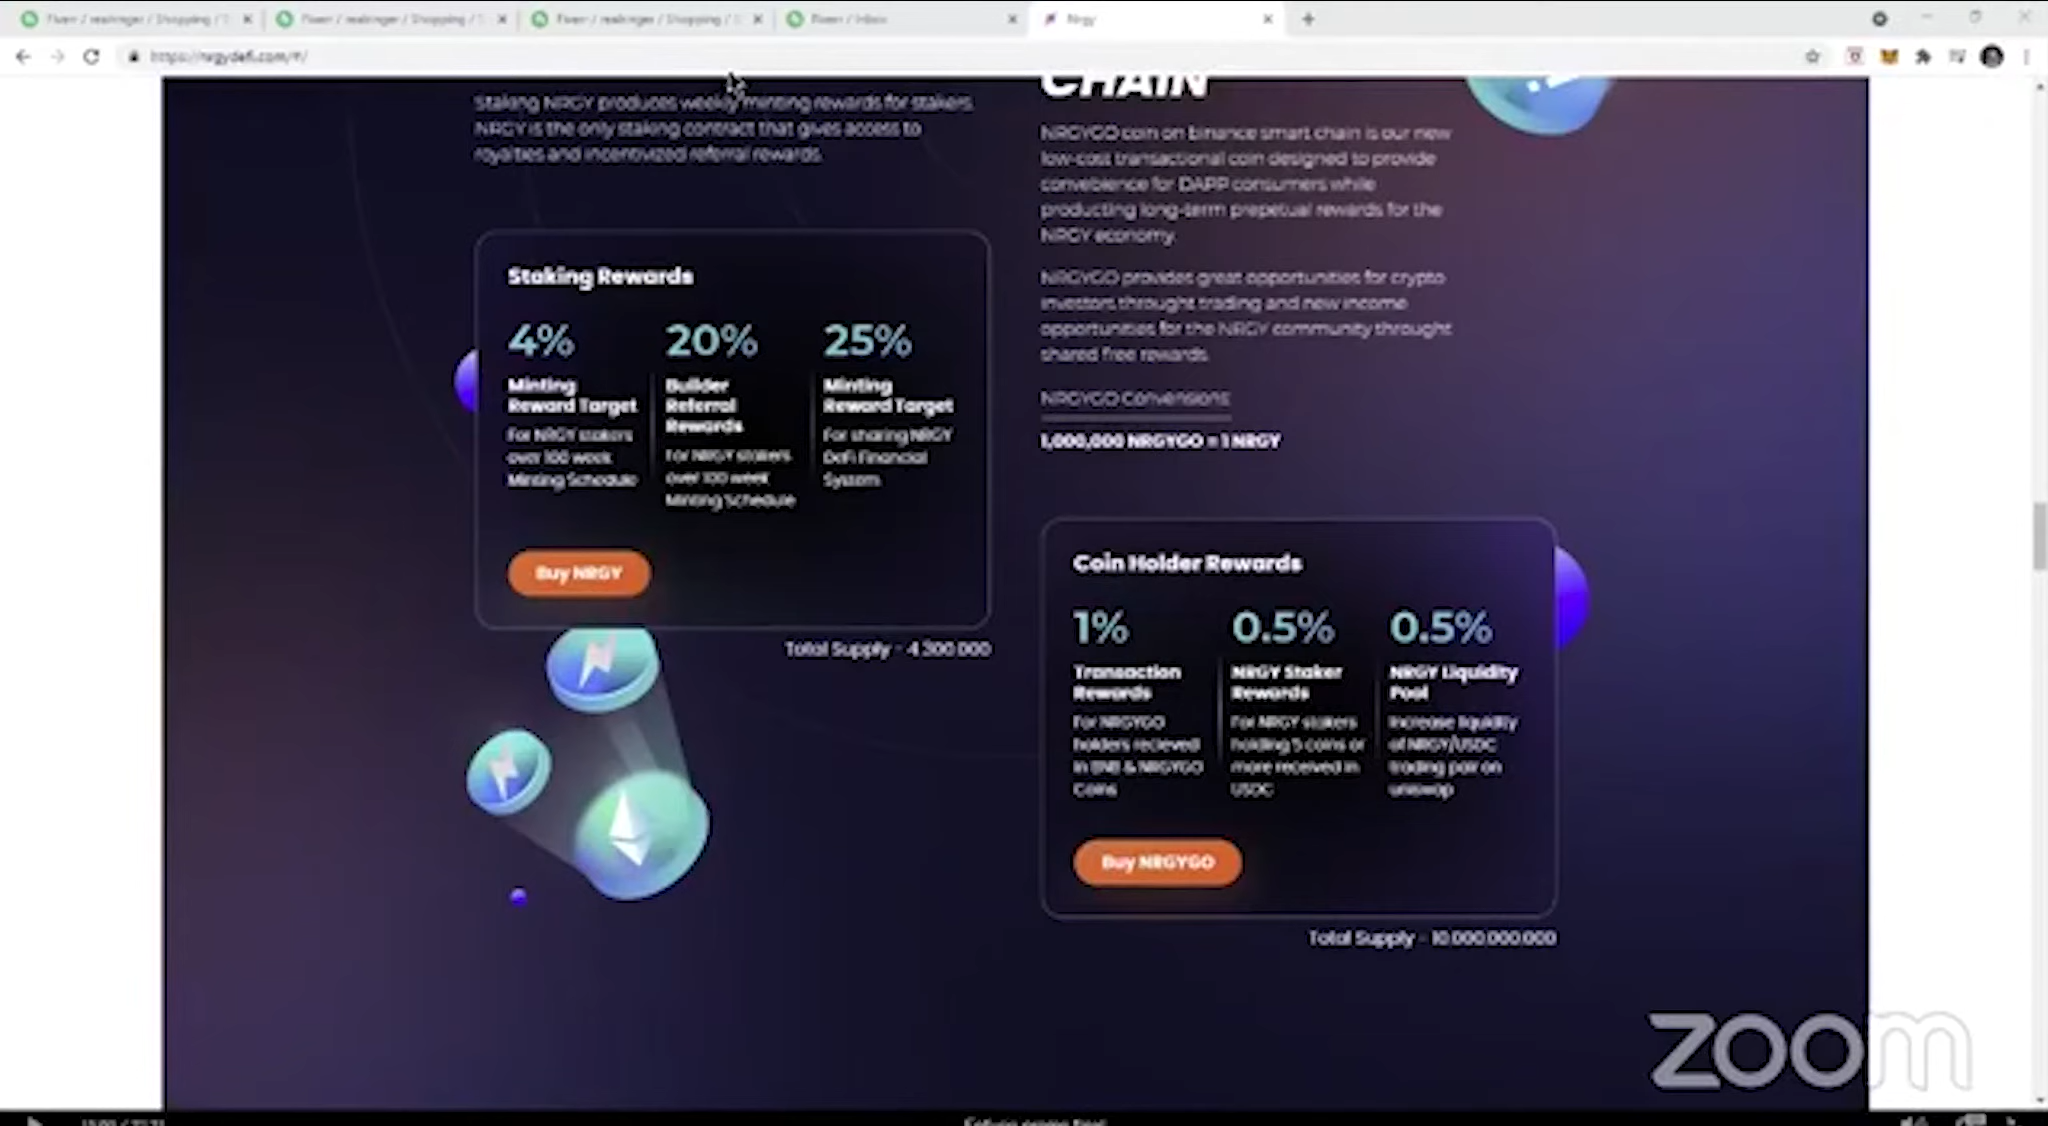 Fiverr / Inbox
Nrgy
https://nrgydefi.com/#/
Staking NRGY produces weekly minting rewards for stakers.
NRGY is the only staking contract that gives access to
royalties and incentivized referral rewards.
Staking Rewards
4%
Minting
Reward Target
For NRGY stakers
over 100 week
Minting Schedule
20%
Builder
Referral
Rewards
For NRGY stakers
over 100 week
Minting Schedule
25%
Minting
Reward Target
For sharing NRGY
DeFi Financial
System
Buy NRGY
Total Supply - 4.300.000
CHAIN
NRGYGO coin on binance smart chain is our new
low-cost transactional coin designed to provide
convebience for DAPP consumers while
producting long-term prepetual rewards for the
NRGY economy.
NRGYGO provides great opportunities for crypto
investors throught trading and new income
opportunities for the NRGY community throught
shared free rewards.
NRGYGO Convensions
1,000,000 NRGYGO = 1 NRGY
Coin Holder Rewards
1%
Transaction
Rewards
For NRGYGO
holders recieved
in BNB & NRGYGO
Coins
0.5%
NRGY Staker
Rewards
For NRGY stakers
holding 5 coins or
more received in
USDC
0.5%
NRGY Liquidity
Pool
Increase liquidity
of NRGY/USDC
trading pair on
uniswap
Buy NRGYGO
Total Supply - 10.000.000.000
zoom